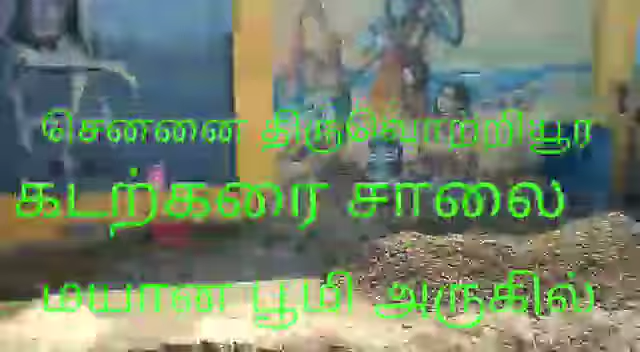 சென்னை திருவொற்றியூர்
கடற்கரை சாலை
மயான பூமி அருகில்